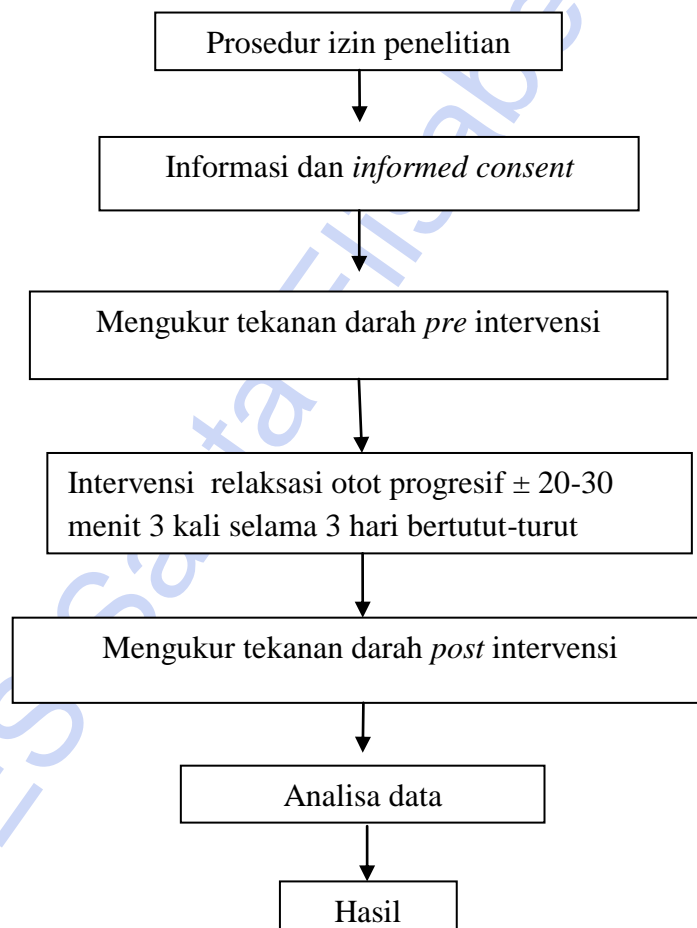 Prosedur izin penelitian
Informasi dan informed consent
Mengukur tekanan darah pre intervensi
Intervensi relaksasi otot progresif ± 20-30
menit 3 kali selama 3 hari bertutut-turut
Mengukur tekanan darah post intervensi
Analisa data
Hasil